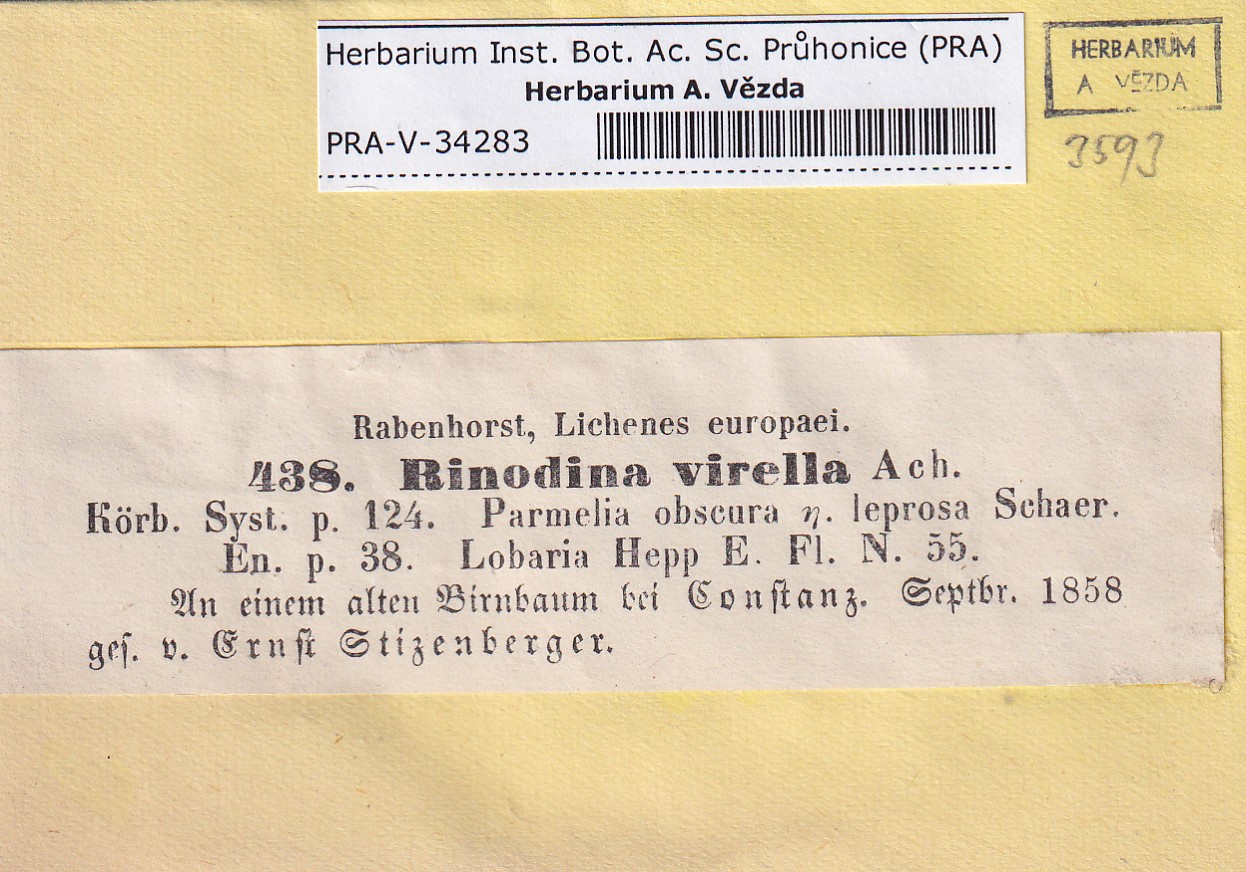 Herbarium Inst. Bot. Ac. Sc. Průhonice (PRA)
Herbarium A. Vězda
PRA-V-34283
HERBARIUM
A VĚZDA
3593
Rabenhorst, Lichenes europaei.
438. Rinodina virella Ach.
Körb. Syst. p. 124. Parmelia obscura η. leprosa Schaer.
En. p. 38. Lobaria Hepp E. Fl. N. 55.
An einem alten Birnbaum bei Conſtanz. Septbr. 1858
geſ. v. Ernſt Stizenberger.